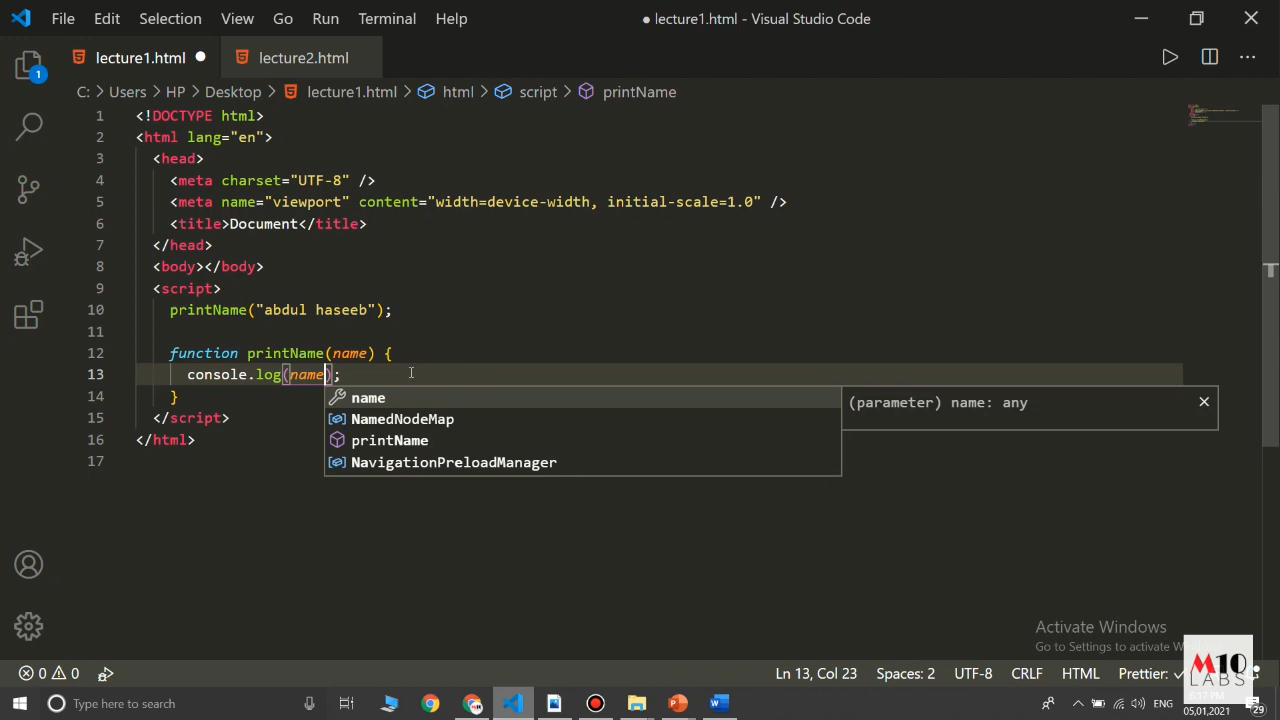 File Edit Selection View Go Run Terminal Help
● lecture1.html - Visual Studio Code
lecture1.html
lecture2.html
1
C: > Users > HP > Desktop > lecture1.html > html > script > printName
1 <!DOCTYPE html>
2 <html lang="en">
3 <head>
4 <meta charset="UTF-8" />
5 <meta name="viewport" content="width=device-width, initial-scale=1.0" />
6 <title>Document</title>
7 </head>
8 <body></body>
9 <script>
10 printName("abdul haseeb");
11
12 function printName(name) {
13 console.log(name);
14 }
15 </script>
16 </html>
17
name
NamedNodeMap
printName
NavigationPreloadManager
(parameter) name: any
Activate Windows
Go to Settings to activate W
M10
LABS
0 0
Ln 13, Col 23 Spaces: 2 UTF-8 CRLF HTML Prettier: ✓
Type here to search
ENG
05.01.2021
29